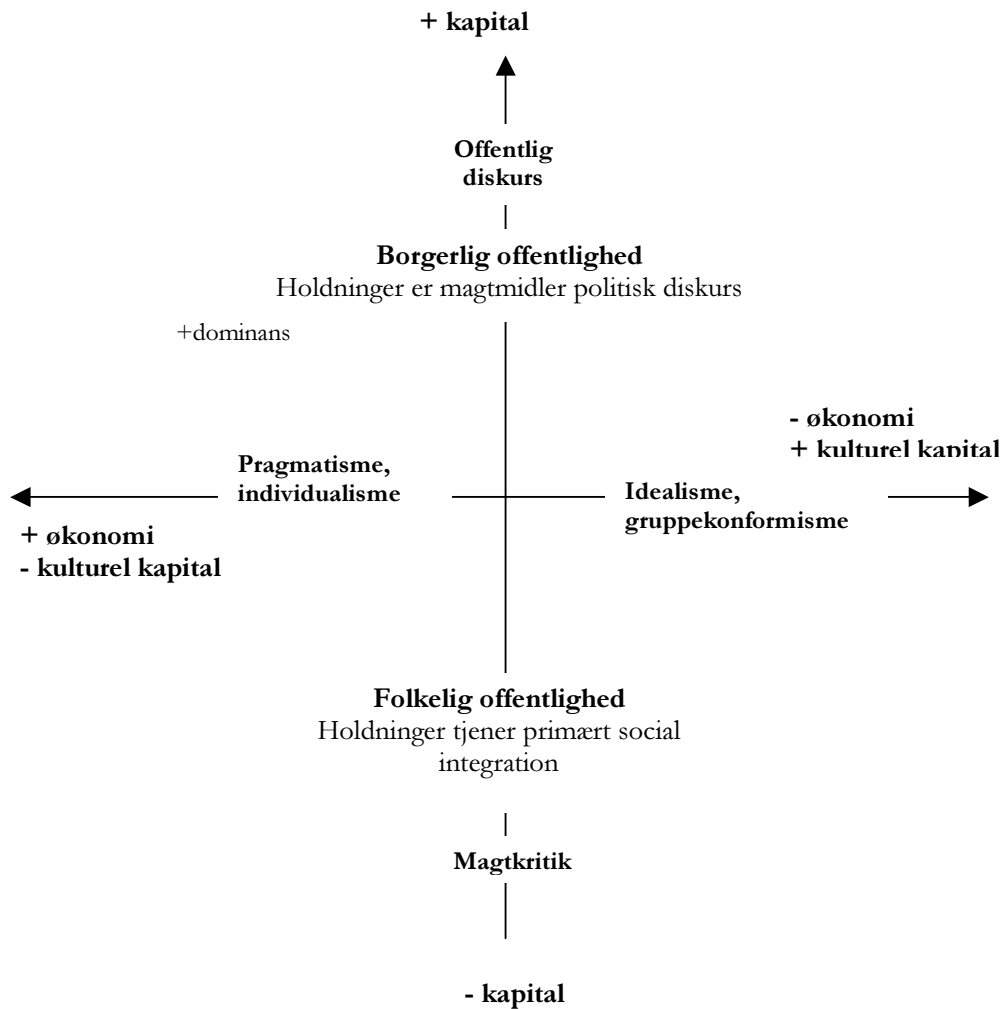 + kapital
Offentlig
diskurs
Borgerlig offentlighed
Holdninger er magtmidler politisk diskurs
+dominans
- økonomi
+ kulturel kapital
Pragmatisme,
individualisme
Idealisme,
gruppekonformisme
+ økonomi
- kulturel kapital
Folkelig offentlighed
Holdninger tjener primært social
integration
Magtkritik
- kapital